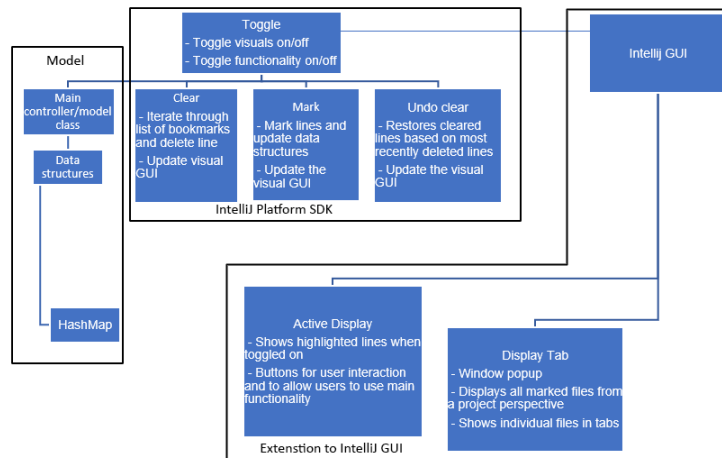 Toggle
- Toggle visuals on/off
- Toggle functionality on/off
Intellij GUI
Model
Main
controller/model
class
Data
structures
HashMap
Clear
- Iterate through
list of bookmarks
and delete line
- Update visual
GUI
Mark
- Mark lines and
update data
structures
- Update the
visual GUI
Undo clear
- Restores cleared
lines based on most
recently deleted lines
- Update the visual
GUI
IntelliJ Platform SDK
Active Display
- Shows highlighted lines when
toggled on
- Buttons for user interaction
and to allow users to use main
functionality
Display Tab
- Window popup
- Displays all marked files from
a project perspective
- Shows individual files in tabs
Extenstion to IntelliJ GUI